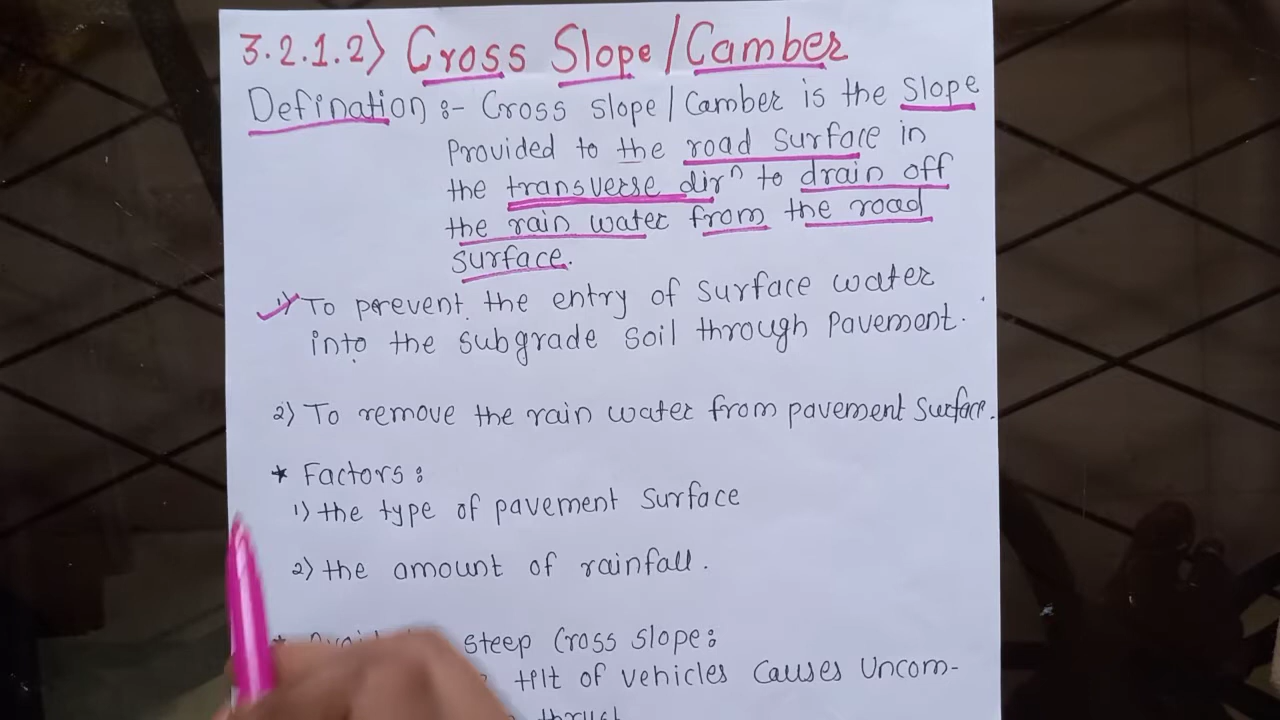 3.2.1.2) Cross Slope/Camber
Defination :- Cross slope/Camber is the slope
Provided to the road surface in
the transverse dirⁿ to drain off
the rain water from the road
surface.
1) To prevent the entry of surface water
into the subgrade soil through Pavement.
2) To remove the rain water from pavement surface.
* Factors :
1) the type of pavement surface
2) the amount of rainfall.
steep Cross slope :
tilt of vehicles causes Uncom-
thrust